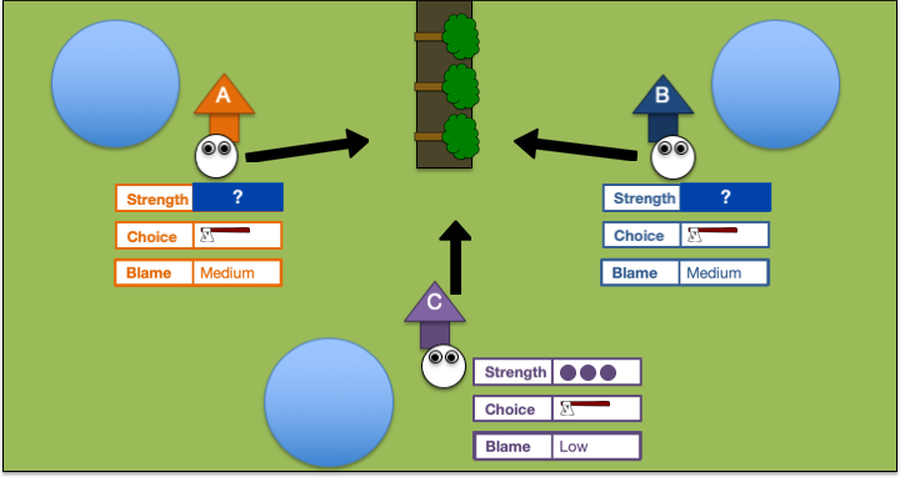 A
B
Strength ?
Choice
Blame Medium
Strength ?
Choice
Blame Medium
C
Strength
Choice
Blame Low